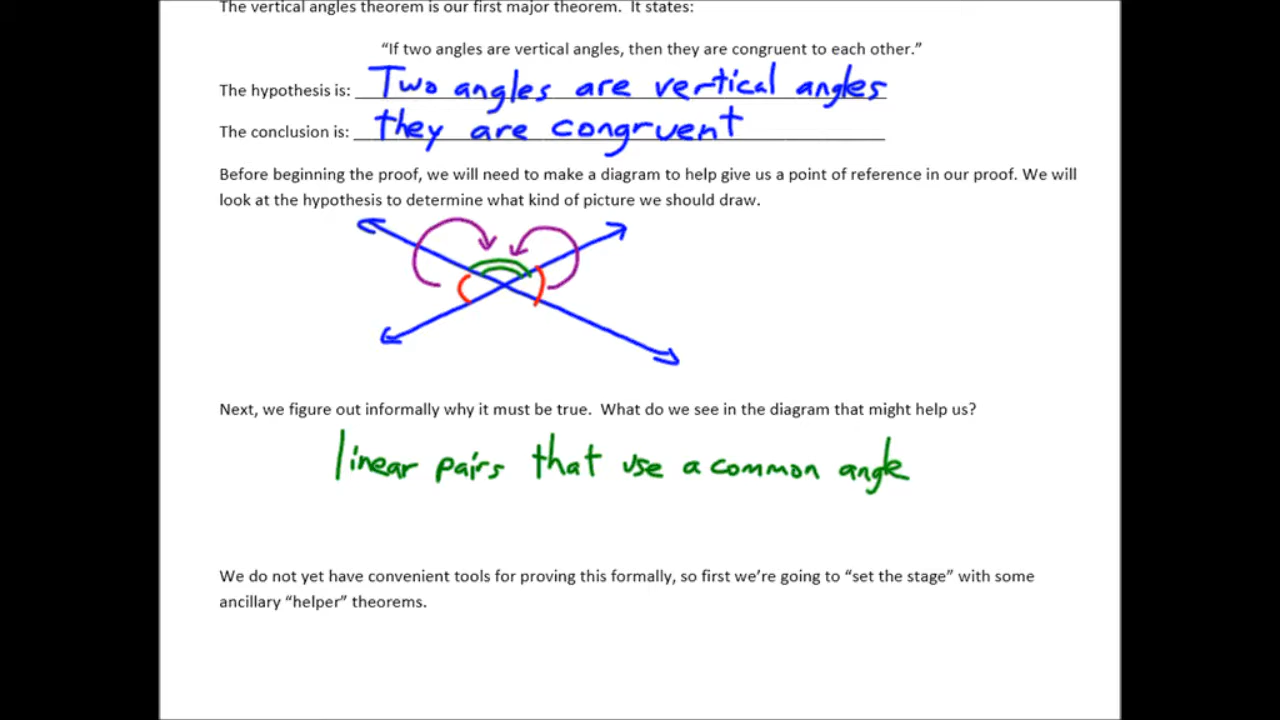 The vertical angles theorem is our first major theorem. It states:
“If two angles are vertical angles, then they are congruent to each other.”
The hypothesis is: Two angles are vertical angles
The conclusion is: they are congruent
Before beginning the proof, we will need to make a diagram to help give us a point of reference in our proof. We will
look at the hypothesis to determine what kind of picture we should draw.
Next, we figure out informally why it must be true. What do we see in the diagram that might help us?
linear pairs that use a common angle
We do not yet have convenient tools for proving this formally, so first we’re going to “set the stage” with some
ancillary “helper” theorems.